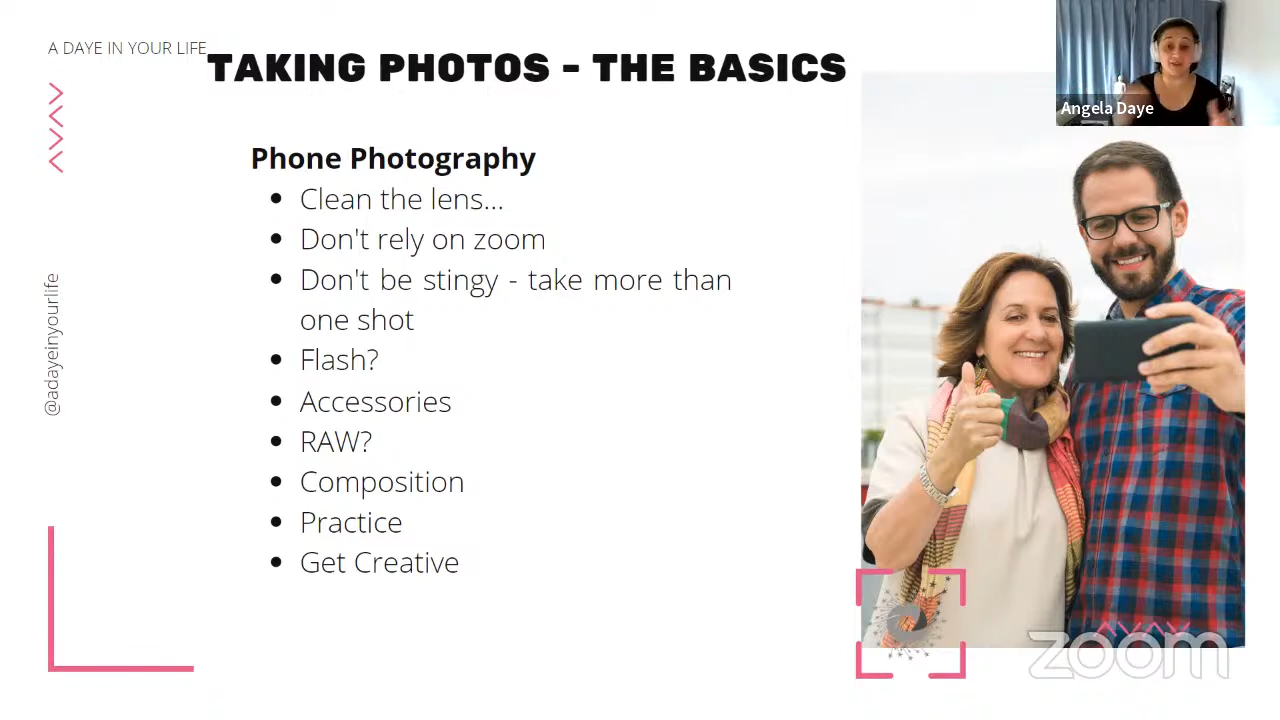 A DAYE IN YOUR LIFE
TAKING PHOTOS - THE BASICS
Angela Daye
Phone Photography
• Clean the lens...
• Don't rely on zoom
• Don't be stingy - take more than
one shot
• Flash?
• Accessories
• RAW?
• Composition
• Practice
• Get Creative
@adayeinyourlife
zoom